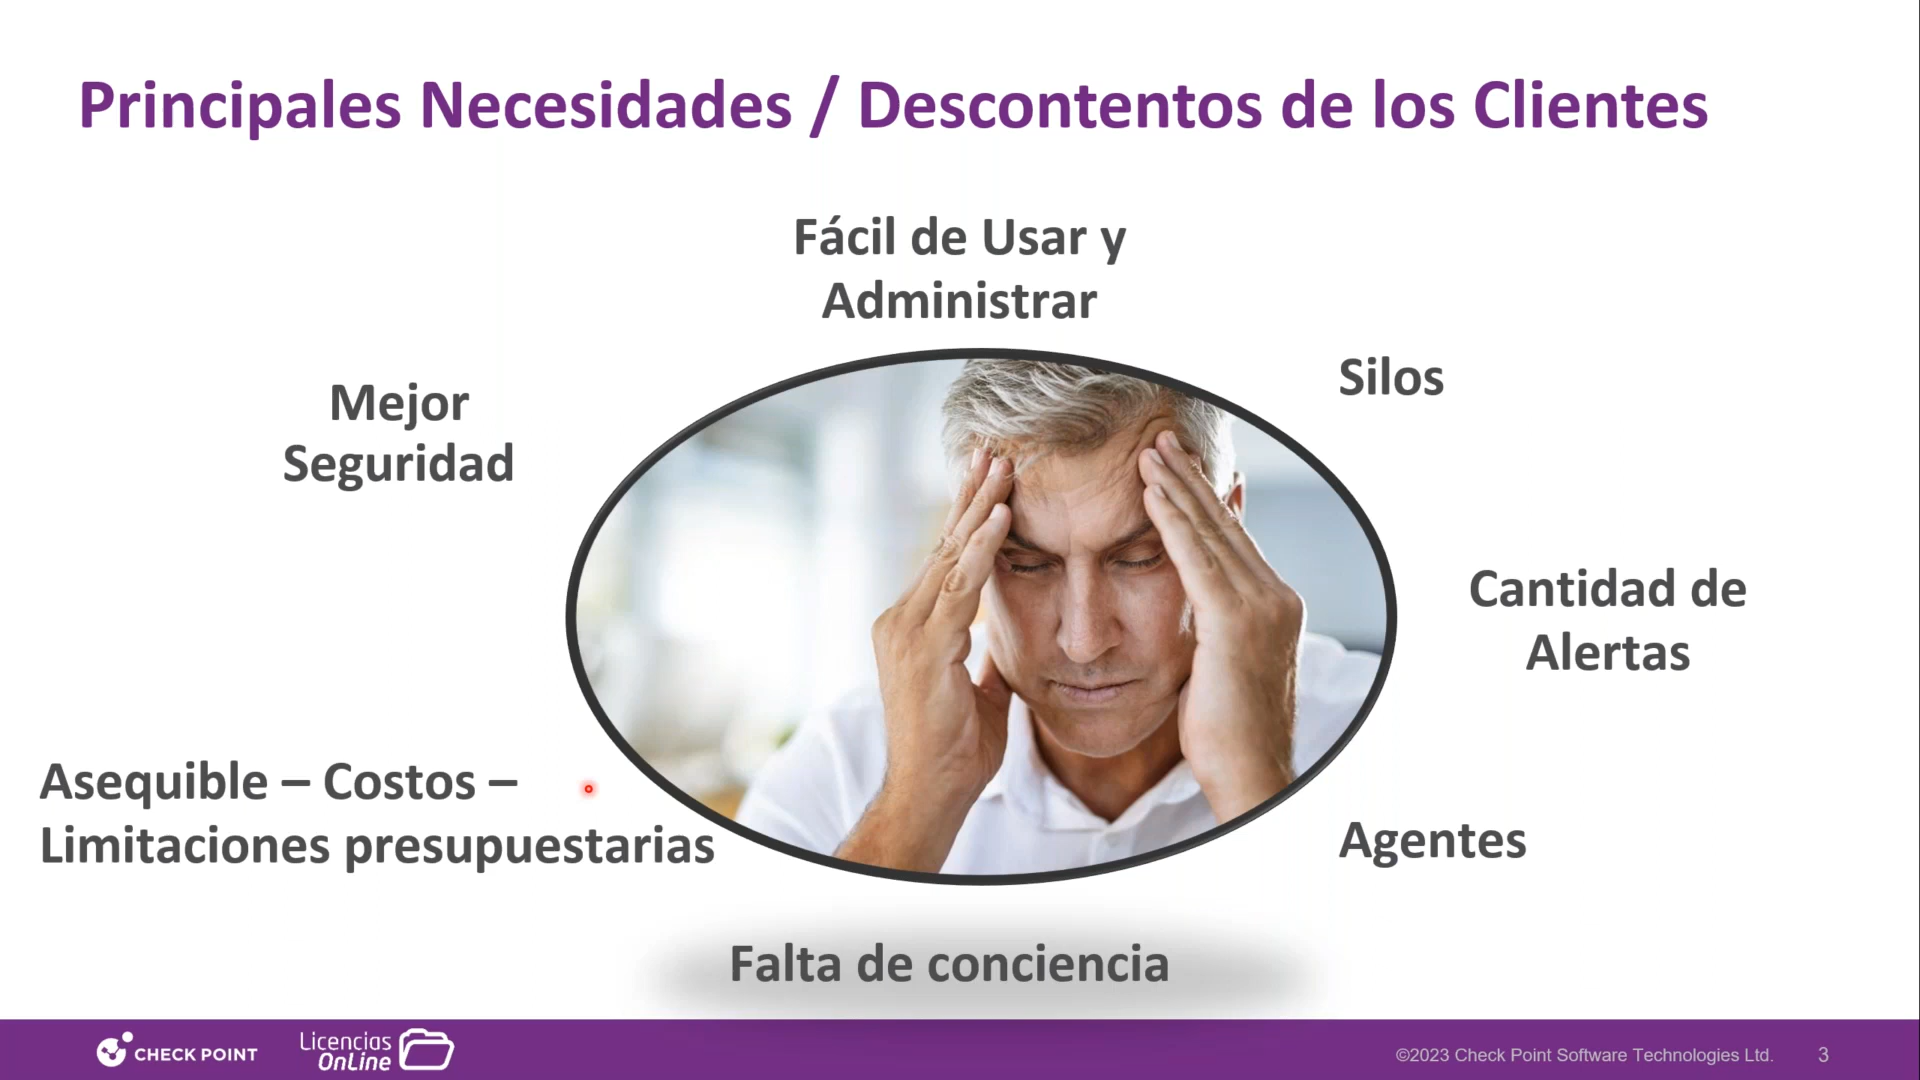 Principales Necesidades / Descontentos de los Clientes
Fácil de Usar y
Administrar
Silos
Mejor
Seguridad
Cantidad de
Alertas
Asequible – Costos –
Limitaciones presupuestarias
Agentes
Falta de conciencia
CHECK POINT
Licencias
OnLine
©2023 Check Point Software Technologies Ltd.
3